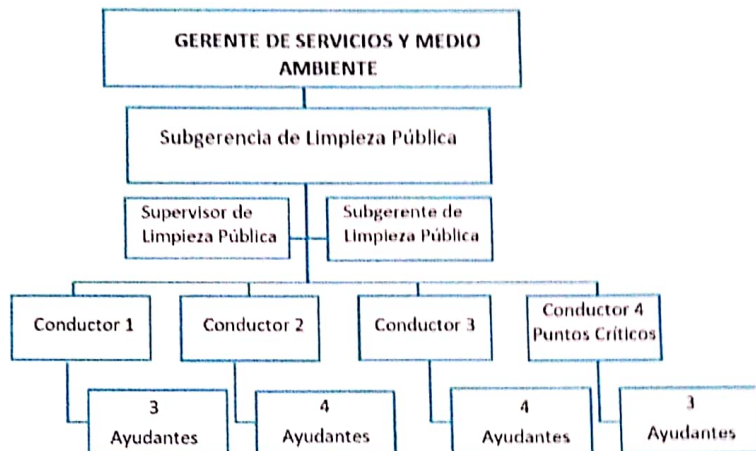 GERENTE DE SERVICIOS Y MEDIO
AMBIENTE
Subgerencia de Limpieza Pública
Supervisor de
Limpieza Pública
Subgerente de
Limpieza Pública
Conductor 1
Conductor 2
Conductor 3
Conductor 4
Puntos Críticos
3
Ayudantes
4
Ayudantes
4
Ayudantes
3
Ayudantes